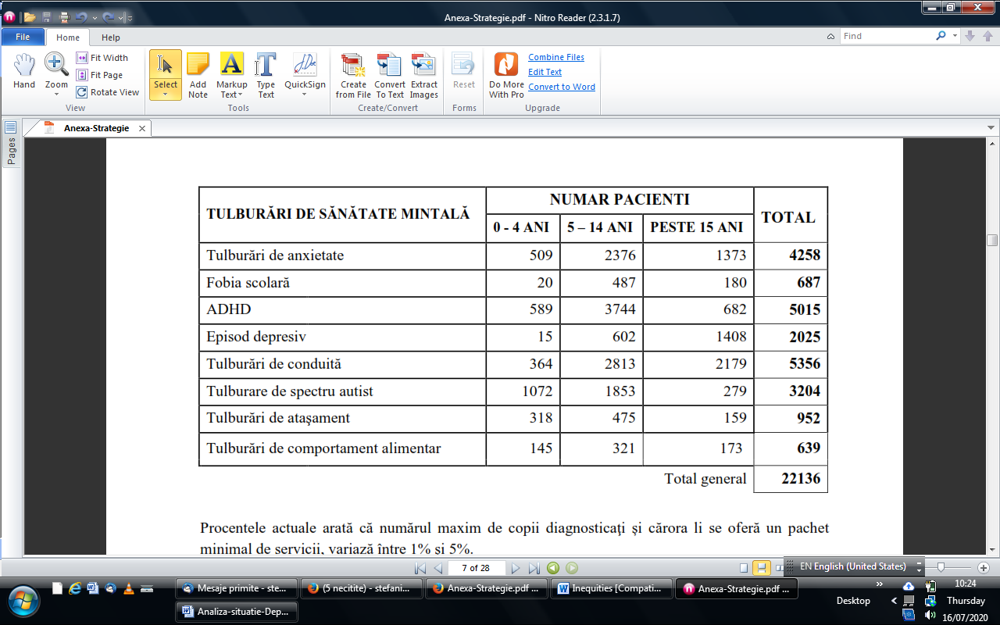 Anexa-Strategie.pdf - Nitro Reader (2.3.1.7)
File Home Help
Find
Hand
Zoom
Fit Width
Fit Page
Rotate View
View
Select
Add Note
Markup Text
Type Text
QuickSign
Tools
Create from File
Convert To Text
Extract Images
Create/Convert
Reset
Forms
Do More With Pro
Combine Files
Edit Text
Convert to Word
Upgrade
Anexa-Strategie
Pages
TULBURĂRI DE SĂNĂTATE MINTALĂ NUMAR PACIENTI TOTAL
0 - 4 ANI 5 – 14 ANI PESTE 15 ANI
Tulburări de anxietate 509 2376 1373 4258
Fobia scolară 20 487 180 687
ADHD 589 3744 682 5015
Episod depresiv 15 602 1408 2025
Tulburări de conduită 364 2813 2179 5356
Tulburare de spectru autist 1072 1853 279 3204
Tulburări de ataşament 318 475 159 952
Tulburări de comportament alimentar 145 321 173 639
Total general 22136
Procentele actuale arată că numărul maxim de copii diagnosticaţi și cărora li se oferă un pachet
minimal de servicii, variază între 1% și 5%.
7 of 28
EN English (United States)
Mesaje primite - ste...
(5 necitite) - stefani...
Anexa-Strategie.pdf ...
Inequities [Compati...
Anexa-Strategie.pdf ...
Analiza-situatie-Dep...
Desktop
10:24
Thursday
16/07/2020